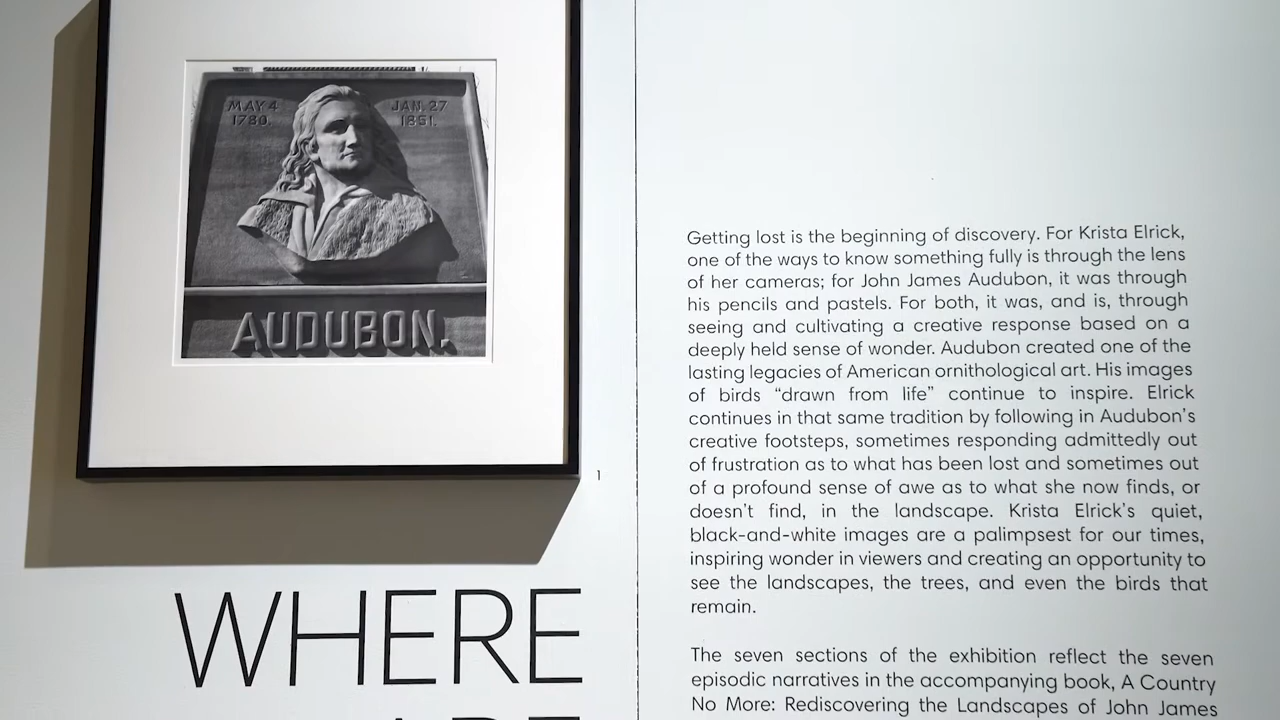 MAY 4
1780.
JAN. 27
1851.
AUDUBON.
1
WHERE
ARE
Getting lost is the beginning of discovery. For Krista Elrick,
one of the ways to know something fully is through the lens
of her cameras; for John James Audubon, it was through
his pencils and pastels. For both, it was, and is, through
seeing and cultivating a creative response based on a
deeply held sense of wonder. Audubon created one of the
lasting legacies of American ornithological art. His images
of birds “drawn from life” continue to inspire. Elrick
continues in that same tradition by following in Audubon’s
creative footsteps, sometimes responding admittedly out
of frustration as to what has been lost and sometimes out
of a profound sense of awe as to what she now finds, or
doesn’t find, in the landscape. Krista Elrick’s quiet,
black-and-white images are a palimpsest for our times,
inspiring wonder in viewers and creating an opportunity to
see the landscapes, the trees, and even the birds that
remain.
The seven sections of the exhibition reflect the seven
episodic narratives in the accompanying book, A Country
No More: Rediscovering the Landscapes of John James